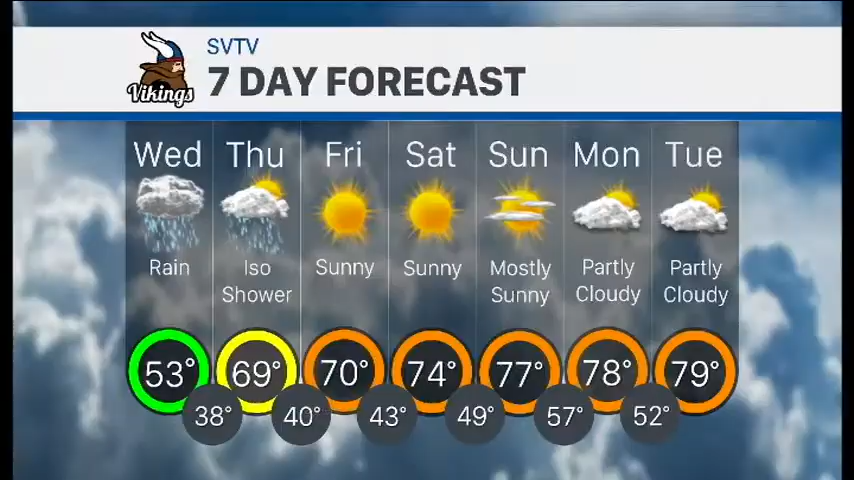 SVTV
Vikings
7 DAY FORECAST
Wed Thu Fri Sat Sun Mon Tue
Rain Iso Shower Sunny Sunny Mostly Sunny Partly Cloudy Partly Cloudy
53° 69° 70° 74° 77° 78° 79°
38° 40° 43° 49° 57° 52°